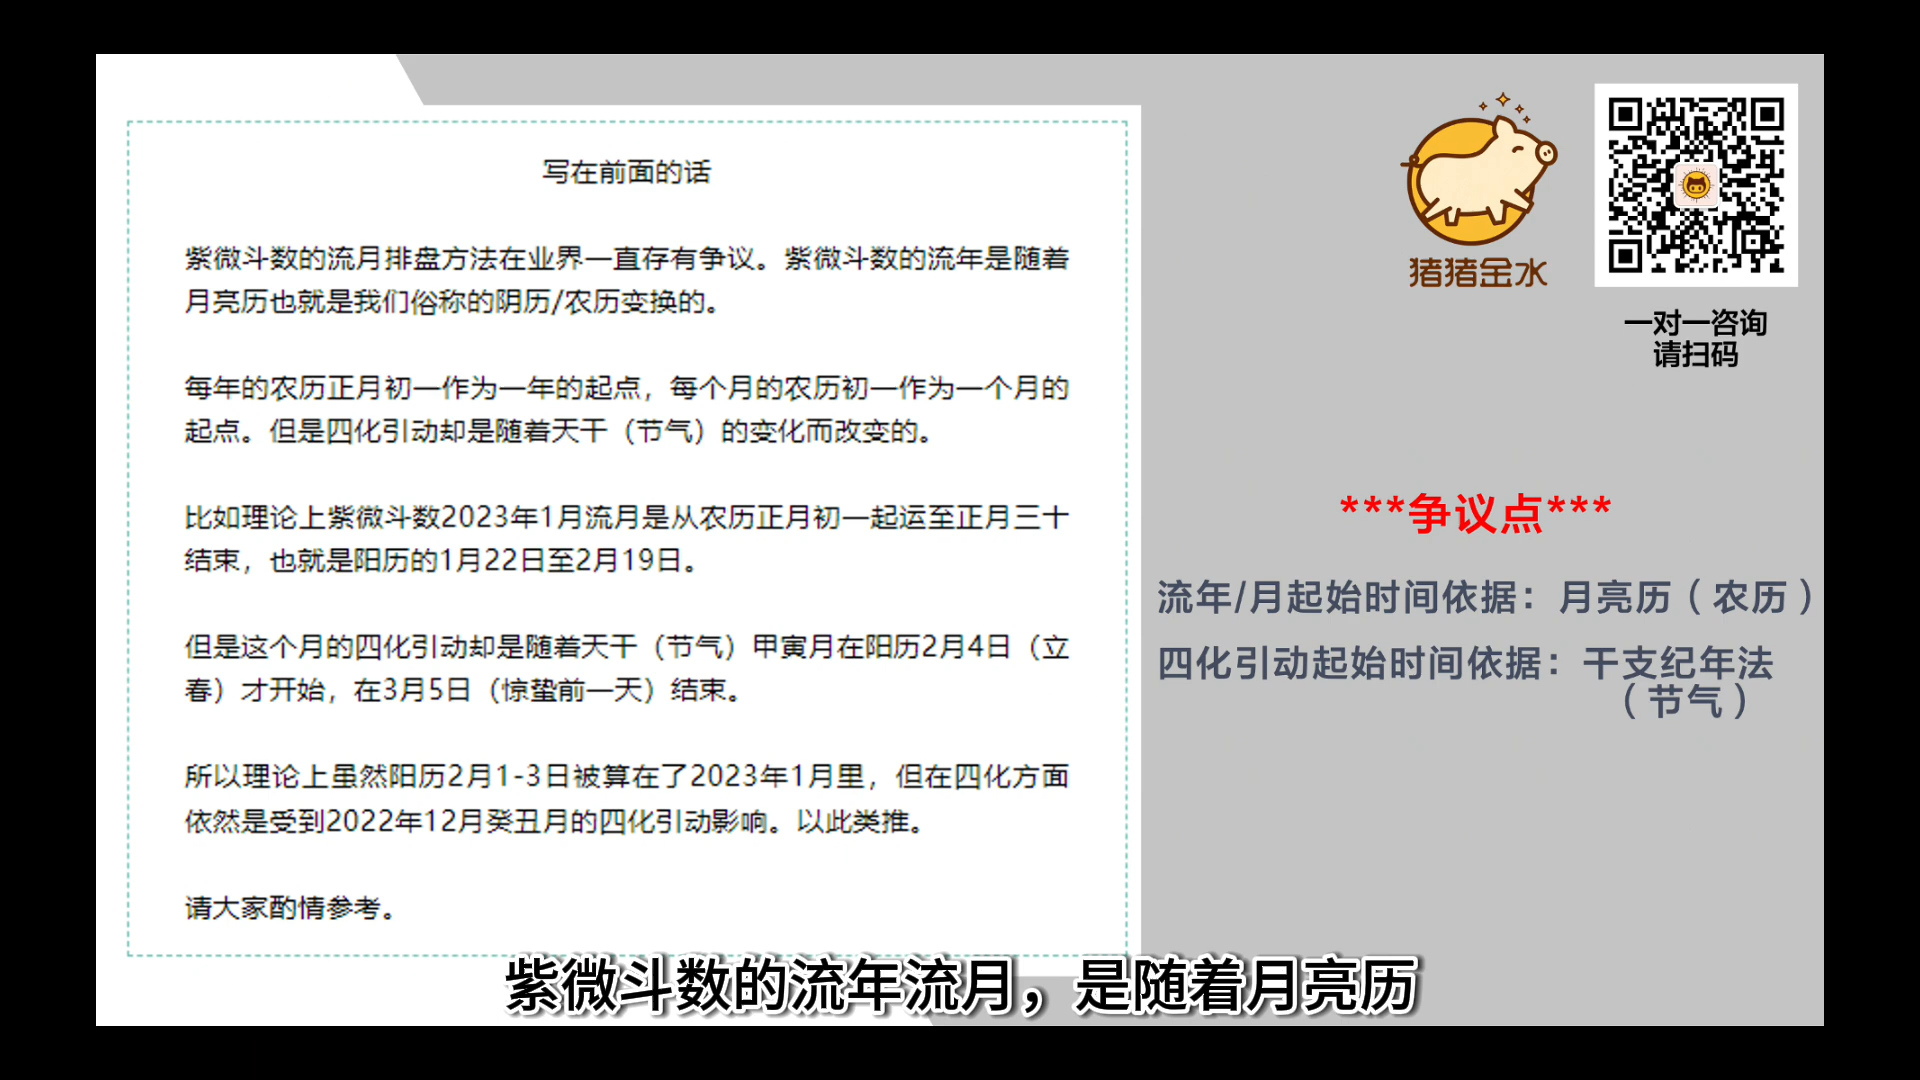 写在前面的话
紫微斗数的流月排盘方法在业界一直存有争议。紫微斗数的流年是随着
月亮历也就是我们俗称的阴历/农历变换的。
每年的农历正月初一作为一年的起点，每个月的农历初一作为一个月的
起点。但是四化引动却是随着天干（节气）的变化而改变的。
比如理论上紫微斗数2023年1月流月是从农历正月初一起运至正月三十
结束，也就是阳历的1月22日至2月19日。
但是这个月的四化引动却是随着天干（节气）甲寅月在阳历2月4日（立
春）才开始，在3月5日（惊蛰前一天）结束。
所以理论上虽然阳历2月1-3日被算在了2023年1月里，但在四化方面
依然是受到2022年12月癸丑月的四化引动影响。以此类推。
请大家酌情参考。
猪猪金水
一对一咨询
请扫码
***争议点***
流年/月起始时间依据：月亮历（农历）
四化引动起始时间依据：干支纪年法
（节气）
紫微斗数的流年流月，是随着月亮历